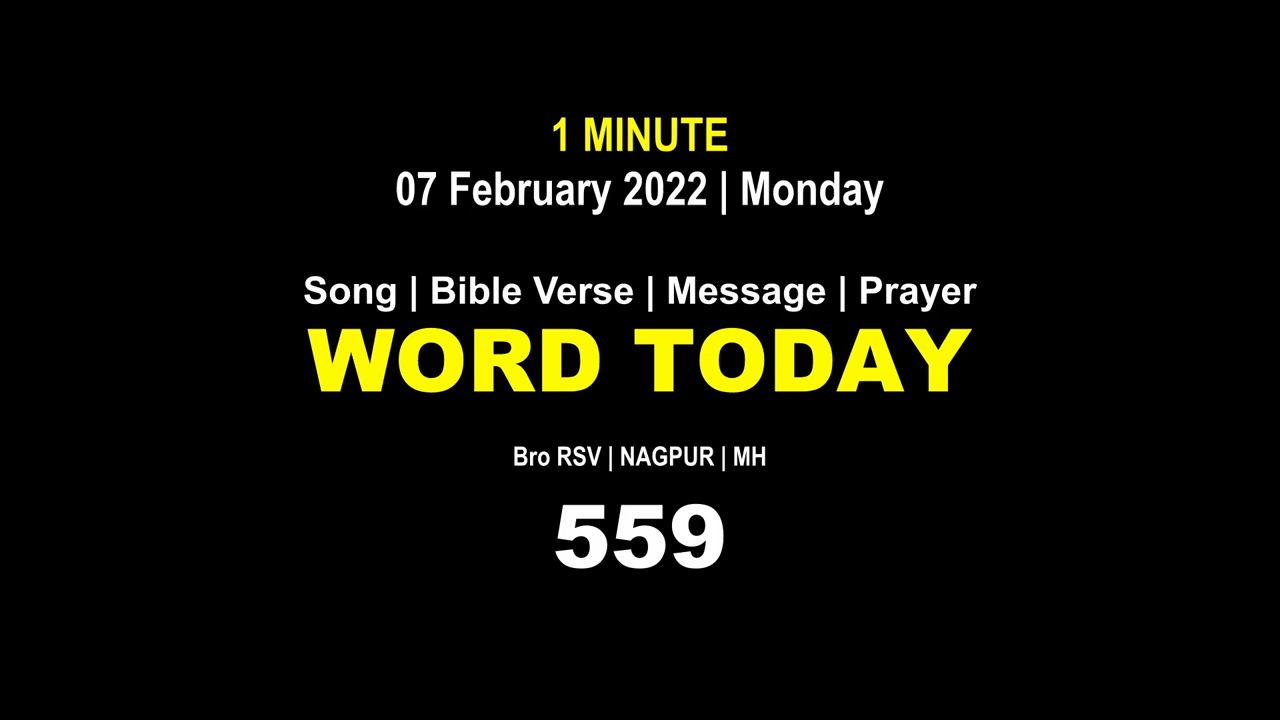 1 MINUTE
07 February 2022 | Monday
Song | Bible Verse | Message | Prayer
WORD TODAY
Bro RSV | NAGPUR | MH
559